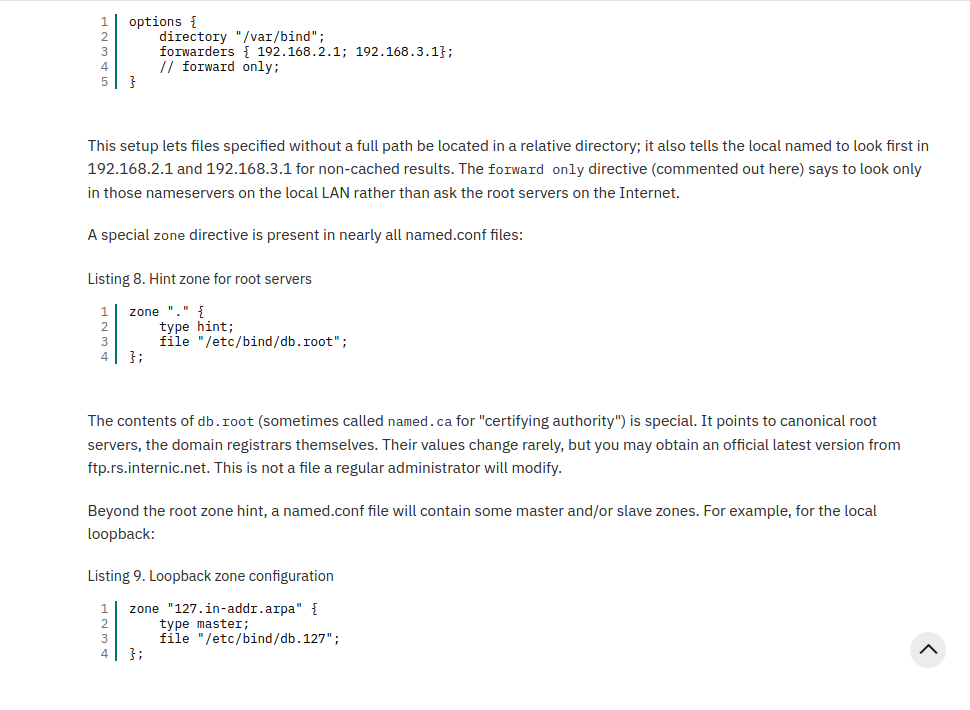 1 options {
2     directory "/var/bind";
3     forwarders { 192.168.2.1; 192.168.3.1};
4     // forward only;
5 }
This setup lets files specified without a full path be located in a relative directory; it also tells the local named to look first in
192.168.2.1 and 192.168.3.1 for non-cached results. The forward only directive (commented out here) says to look only
in those nameservers on the local LAN rather than ask the root servers on the Internet.
A special zone directive is present in nearly all named.conf files:
Listing 8. Hint zone for root servers
1 zone "." {
2     type hint;
3     file "/etc/bind/db.root";
4 };
The contents of db.root (sometimes called named.ca for "certifying authority") is special. It points to canonical root
servers, the domain registrars themselves. Their values change rarely, but you may obtain an official latest version from
ftp.rs.internic.net. This is not a file a regular administrator will modify.
Beyond the root zone hint, a named.conf file will contain some master and/or slave zones. For example, for the local
loopback:
Listing 9. Loopback zone configuration
1 zone "127.in-addr.arpa" {
2     type master;
3     file "/etc/bind/db.127";
4 };